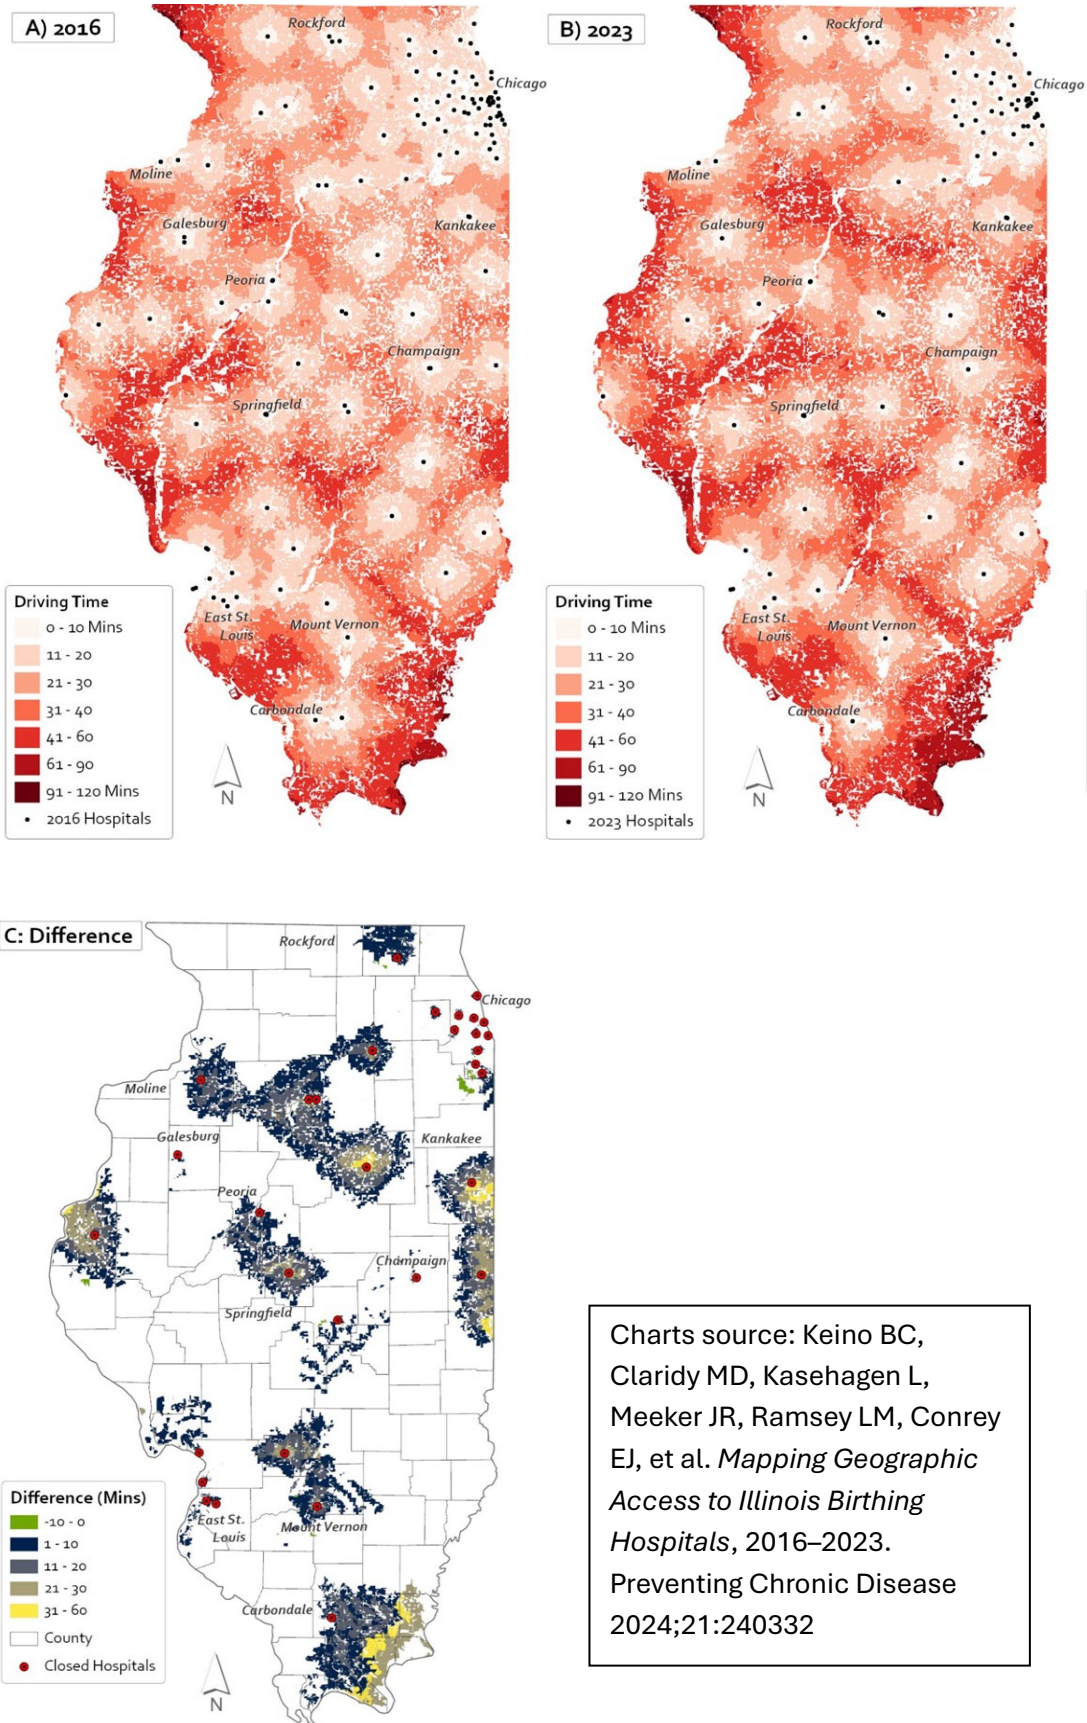 A) 2016
Rockford
Chicago
Moline
Galesburg
Kankakee
Peoria
Champaign
Springfield
East St.
Louis
Mount Vernon
Carbondale
Driving Time
0 - 10 Mins
11 - 20
21 - 30
31 - 40
41 - 60
61 - 90
91 - 120 Mins
2016 Hospitals
N
B) 2023
Rockford
Chicago
Moline
Galesburg
Kankakee
Peoria
Champaign
Springfield
East St.
Louis
Mount Vernon
Carbondale
Driving Time
0 - 10 Mins
11 - 20
21 - 30
31 - 40
41 - 60
61 - 90
91 - 120 Mins
2023 Hospitals
N
C: Difference
Rockford
Chicago
Moline
Galesburg
Kankakee
Peoria
Champaign
Springfield
East St.
Louis
Mount Vernon
Carbondale
Difference (Mins)
-10 - 0
1 - 10
11 - 20
21 - 30
31 - 60
County
Closed Hospitals
N
Charts source: Keino BC,
Claridy MD, Kasehagen L,
Meeker JR, Ramsey LM, Conrey
EJ, et al. Mapping Geographic
Access to Illinois Birthing
Hospitals, 2016–2023.
Preventing Chronic Disease
2024;21:240332